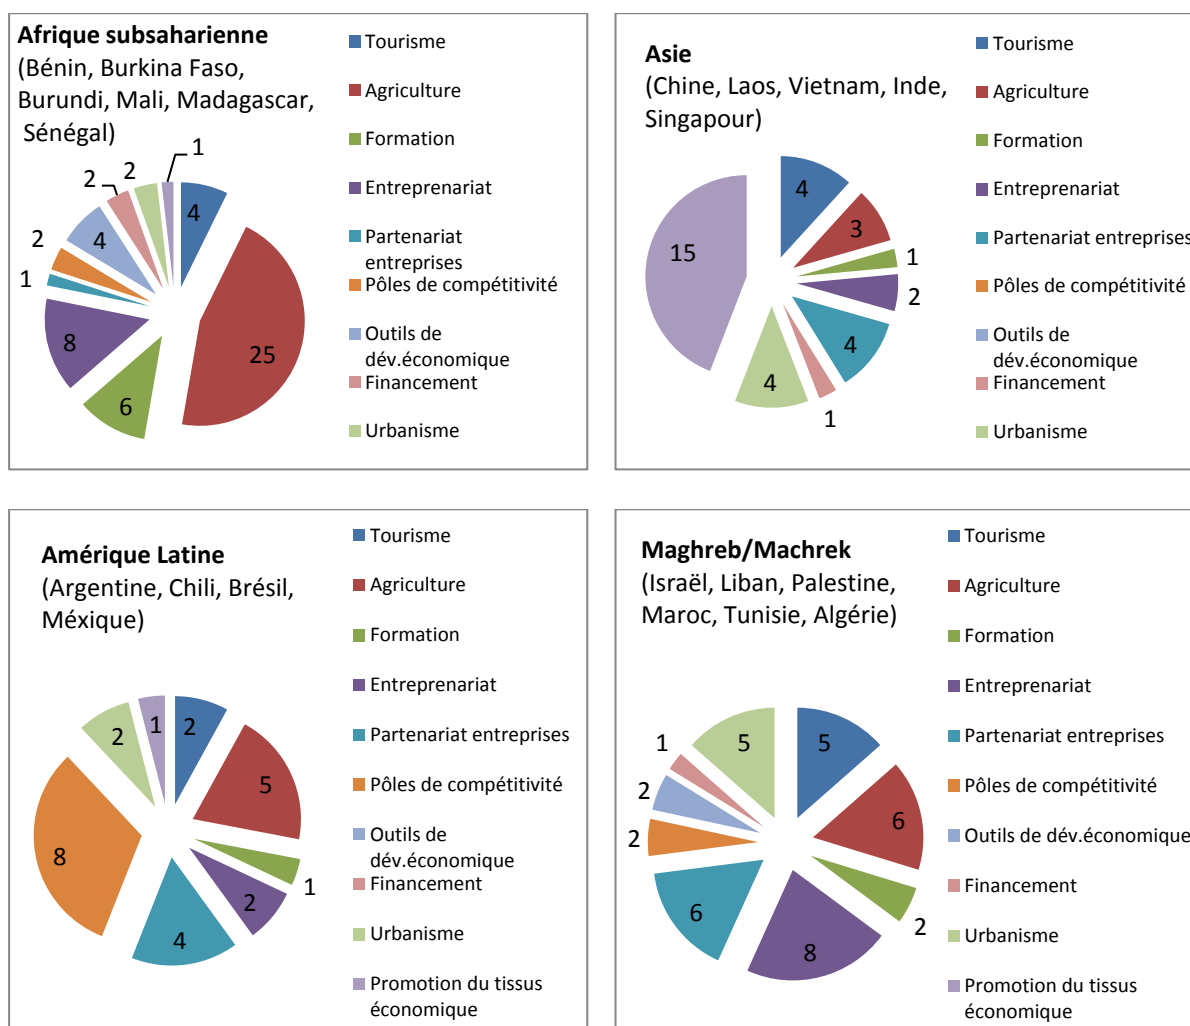 Afrique subsaharienne
(Bénin, Burkina Faso,
Burundi, Mali, Madagascar,
Sénégal)
1
2
2
4
4
2
1
8
25
6
Tourisme
Agriculture
Formation
Entreprenariat
Partenariat
entreprises
Pôles de compétitivité
Outils de
dév.économique
Financement
Urbanisme
Asie
(Chine, Laos, Vietnam, Inde,
Singapour)
4
3
1
2
4
1
4
15
Tourisme
Agriculture
Formation
Entreprenariat
Partenariat entreprises
Pôles de compétitivité
Outils de
dév.économique
Financement
Urbanisme
Amérique Latine
(Argentine, Chili, Brésil,
Méxique)
2
1
2
5
8
1
2
4
Tourisme
Agriculture
Formation
Entreprenariat
Partenariat entreprises
Pôles de compétitivité
Outils de
dév.économique
Financement
Urbanisme
Promotion du tissus
économique
Maghreb/Machrek
(Israël, Liban, Palestine,
Maroc, Tunisie, Algérie)
5
5
1
2
6
2
6
2
8
Tourisme
Agriculture
Formation
Entreprenariat
Partenariat entreprises
Pôles de compétitivité
Outils de dév.économique
Financement
Urbanisme
Promotion du tissus
économique